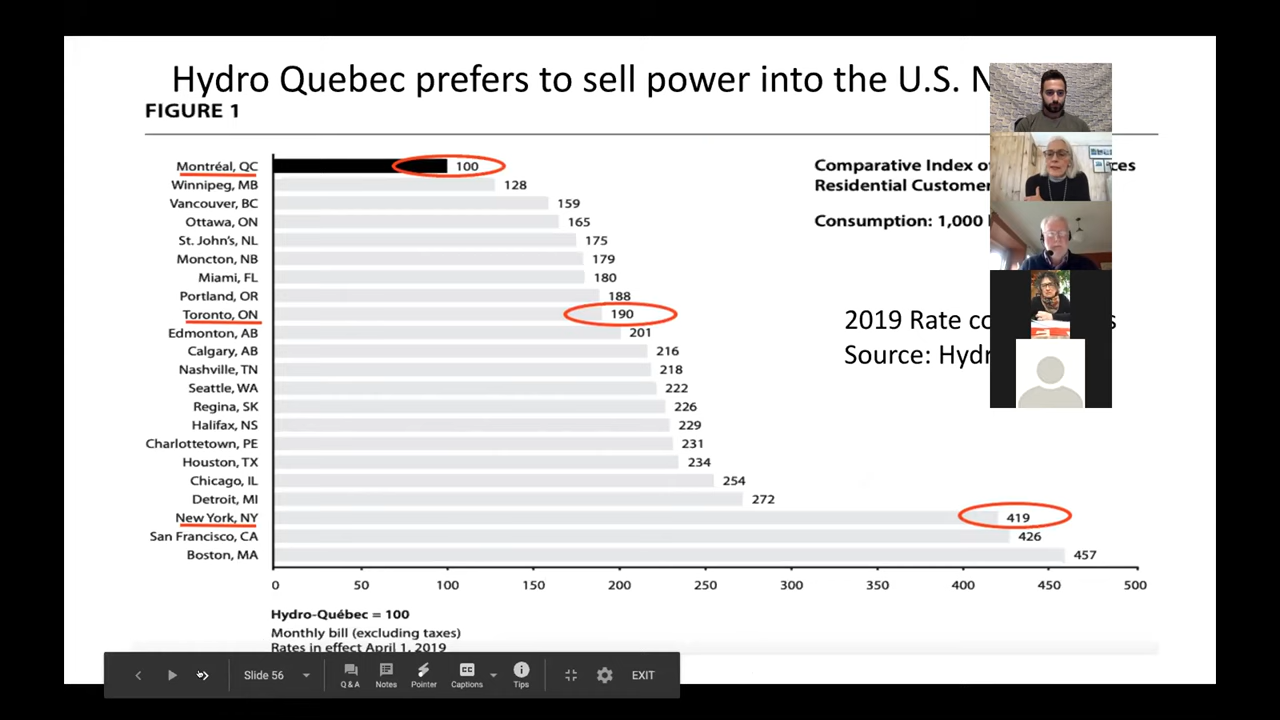 Hydro Quebec prefers to sell power into the U.S.
FIGURE 1
Comparative Index of
Residential Customer
Consumption: 1,000
2019 Rate
Source:
Montréal, QC 100
Winnipeg, MB 128
Vancouver, BC 159
Ottawa, ON 165
St. John's, NL 175
Moncton, NB 179
Miami, FL 180
Portland, OR 188
Toronto, ON 190
Edmonton, AB 201
Calgary, AB 216
Nashville, TN 218
Seattle, WA 222
Regina, SK 226
Halifax, NS 229
Charlottetown, PE 231
Houston, TX 234
Chicago, IL 254
Detroit, MI 272
New York, NY 419
San Francisco, CA 426
Boston, MA 457
0 50 100 150 200 250 300 350 400 450 500
Hydro-Québec = 100
Monthly bill (excluding taxes)
Rates in effect April 1, 2019
Slide 56
Q & A Notes Pointer Captions Tips EXIT